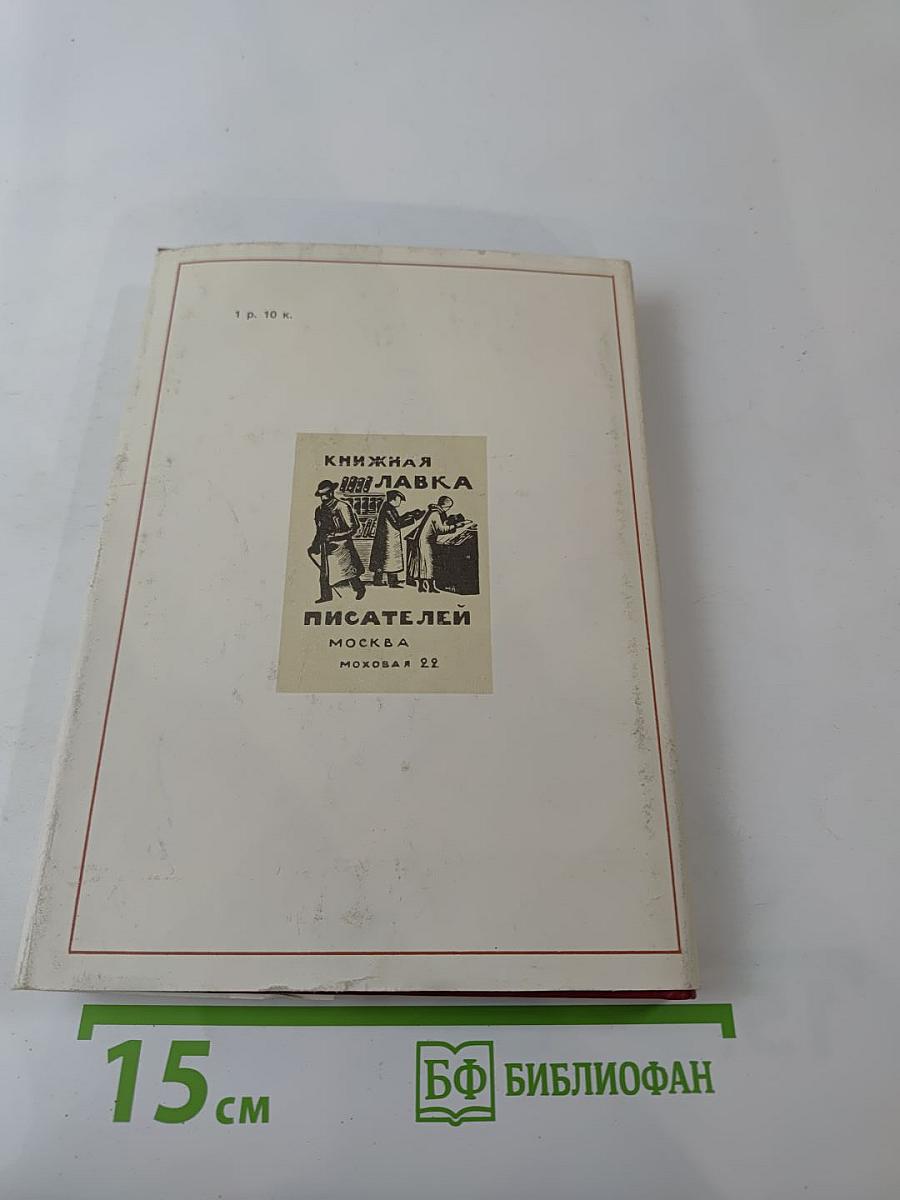 1 р. 10 к.
КНИЖНАЯ
ЛАВКА
ПИСАТЕЛЕЙ
МОСКВА
МОХОВАЯ 22
15 см
БФ БИБЛИОФАН